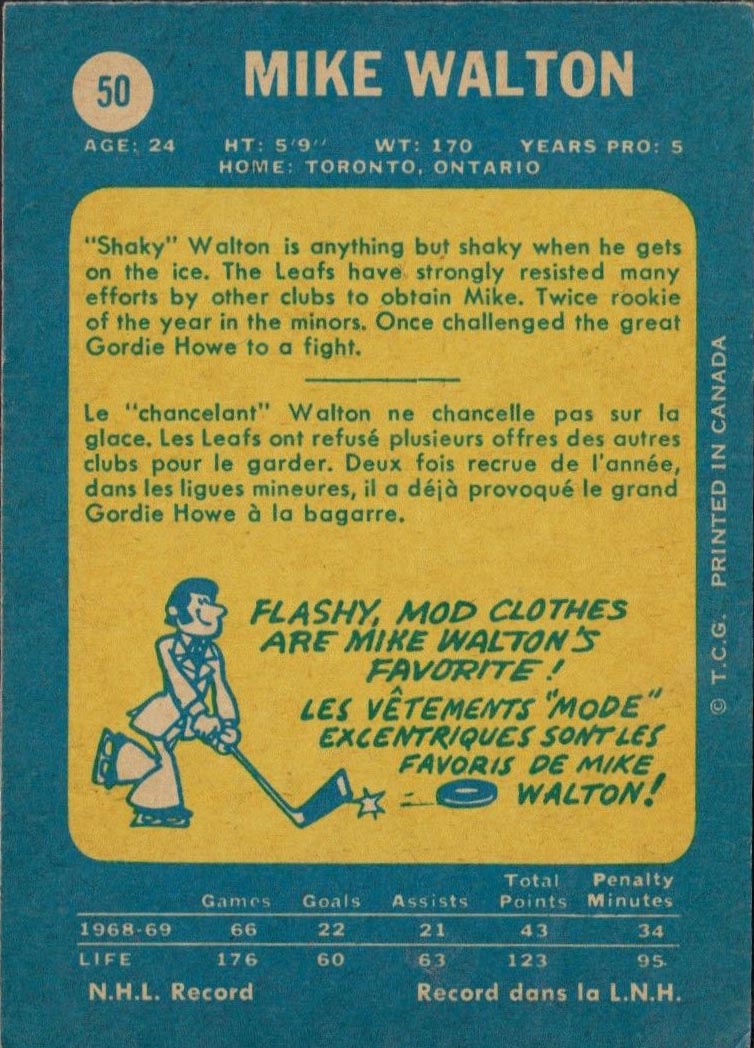 50
MIKE WALTON
AGE: 24 HT: 5'9" WT: 170 YEARS PRO: 5
HOME: TORONTO, ONTARIO
"Shaky" Walton is anything but shaky when he gets
on the ice. The Leafs have strongly resisted many
efforts by other clubs to obtain Mike. Twice rookie
of the year in the minors. Once challenged the great
Gordie Howe to a fight.
Le "chancelant" Walton ne chancelle pas sur la
glace. Les Leafs ont refusé plusieurs offres des autres
clubs pour le garder. Deux fois recrue de l'année,
dans les ligues mineures, il a déjà provoqué le grand
Gordie Howe à la bagarre.
FLASHY, MOD CLOTHES
ARE MIKE WALTON'S
FAVORITE!
LES VÊTEMENTS "MODE"
EXCENTRIQUES SONT LES
FAVORIS DE MIKE
WALTON!
© T.C.G. PRINTED IN CANADA
Total Penalty
Games Goals Assists Points Minutes
1968-69 66 22 21 43 34
LIFE 176 60 63 123 95
N.H.L. Record Record dans la L.N.H.